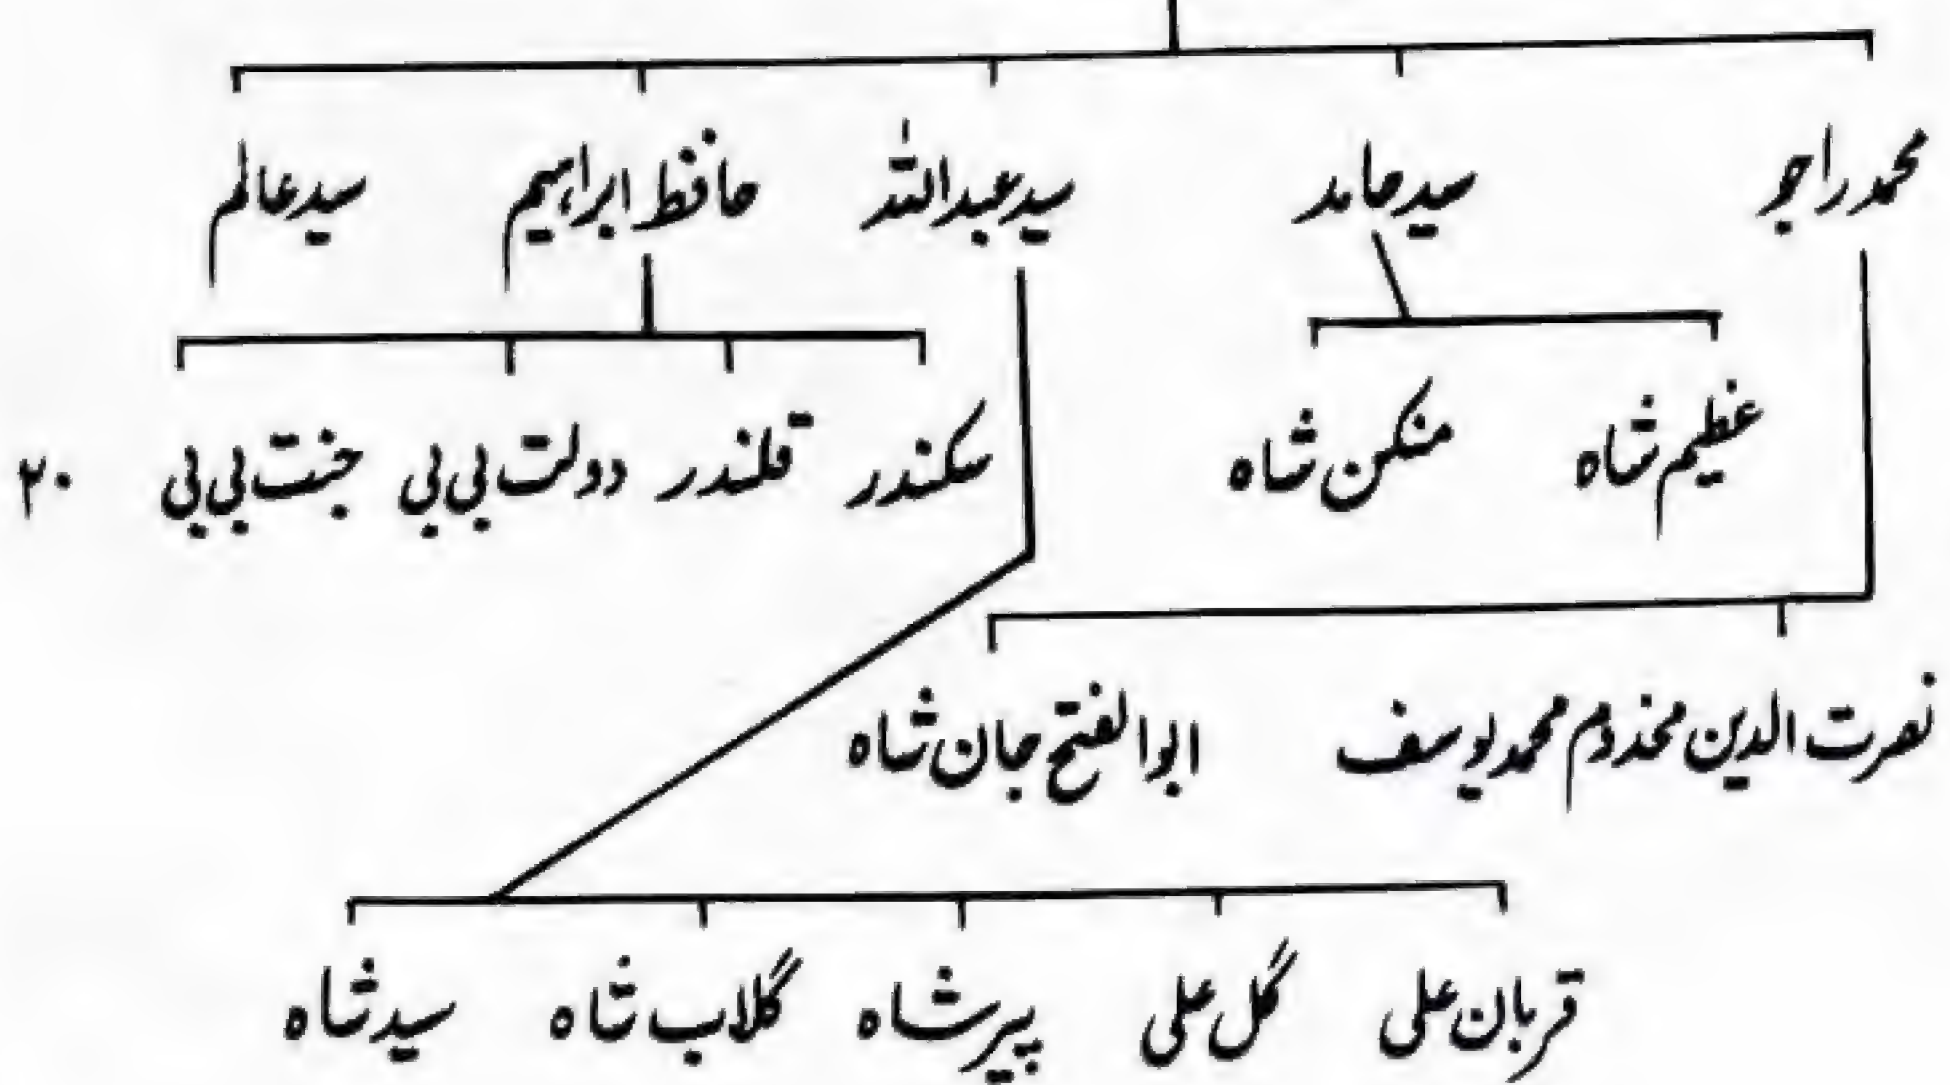 محمد راجو سید حامد سید عبداللہ حافظ ابراہیم سید عالم
عظیم شاہ منکن شاہ سکندر قلندر دولت بی بی جنت بی بی ۲۰
نصرت الدین مخدوم محمد یوسف ابوالفتح جان شاہ
قربان علی گل علی پیر شاہ گلاب شاہ سید شاہ